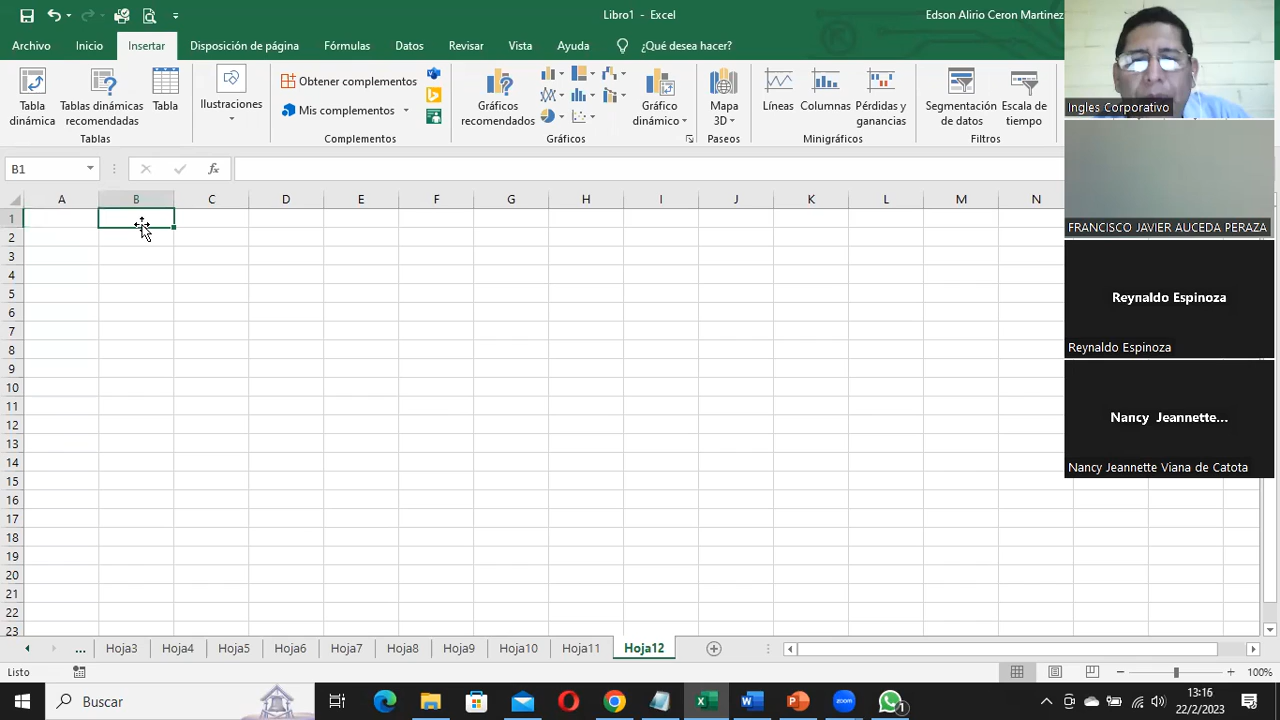 Libro1 - Excel
Edson Alirio Ceron Martinez
Archivo Inicio Insertar Disposición de página Fórmulas Datos Revisar Vista Ayuda ¿Qué desea hacer?
Tabla dinámica
Tablas dinámicas recomendadas
Tabla
Tablas
Ilustraciones
Obtener complementos
Mis complementos
Complementos
Gráficos recomendados
Gráfico dinámico
Gráficos
Mapa 3D
Paseos
Líneas
Columnas
Pérdidas y ganancias
Minigráficos
Segmentación de datos
Escala de tiempo
Filtros
B1
fx
A B C D E F G H I J K L M N
1
2
3
4
5
6
7
8
9
10
11
12
13
14
15
16
17
18
19
20
21
22
23
Ingles Corporativo
FRANCISCO JAVIER AUCEDA PERAZA
Reynaldo Espinoza
Reynaldo Espinoza
Nancy Jeannette...
Nancy Jeannette Viana de Catota
... Hoja3 Hoja4 Hoja5 Hoja6 Hoja7 Hoja8 Hoja9 Hoja10 Hoja11 Hoja12
Listo
100%
Buscar
zoom
1
13:16
22/2/2023